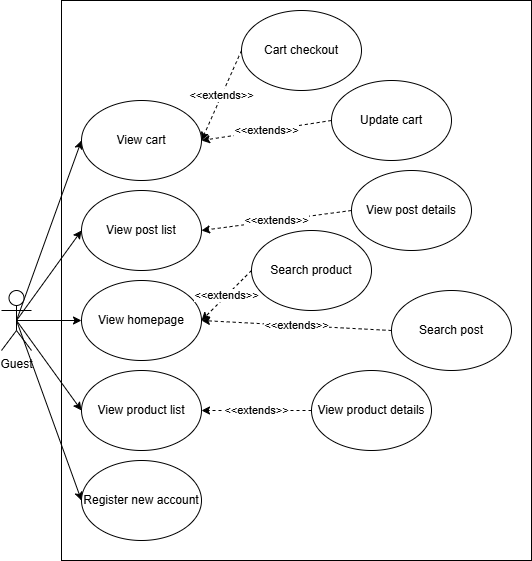 Cart checkout
<<extends>>
Update cart
<<extends>>
View cart
View post details
<<extends>>
View post list
Search product
<<extends>>
View homepage
<<extends>>
Search post
Guest
View product list
<<extends>>
View product details
Register new account